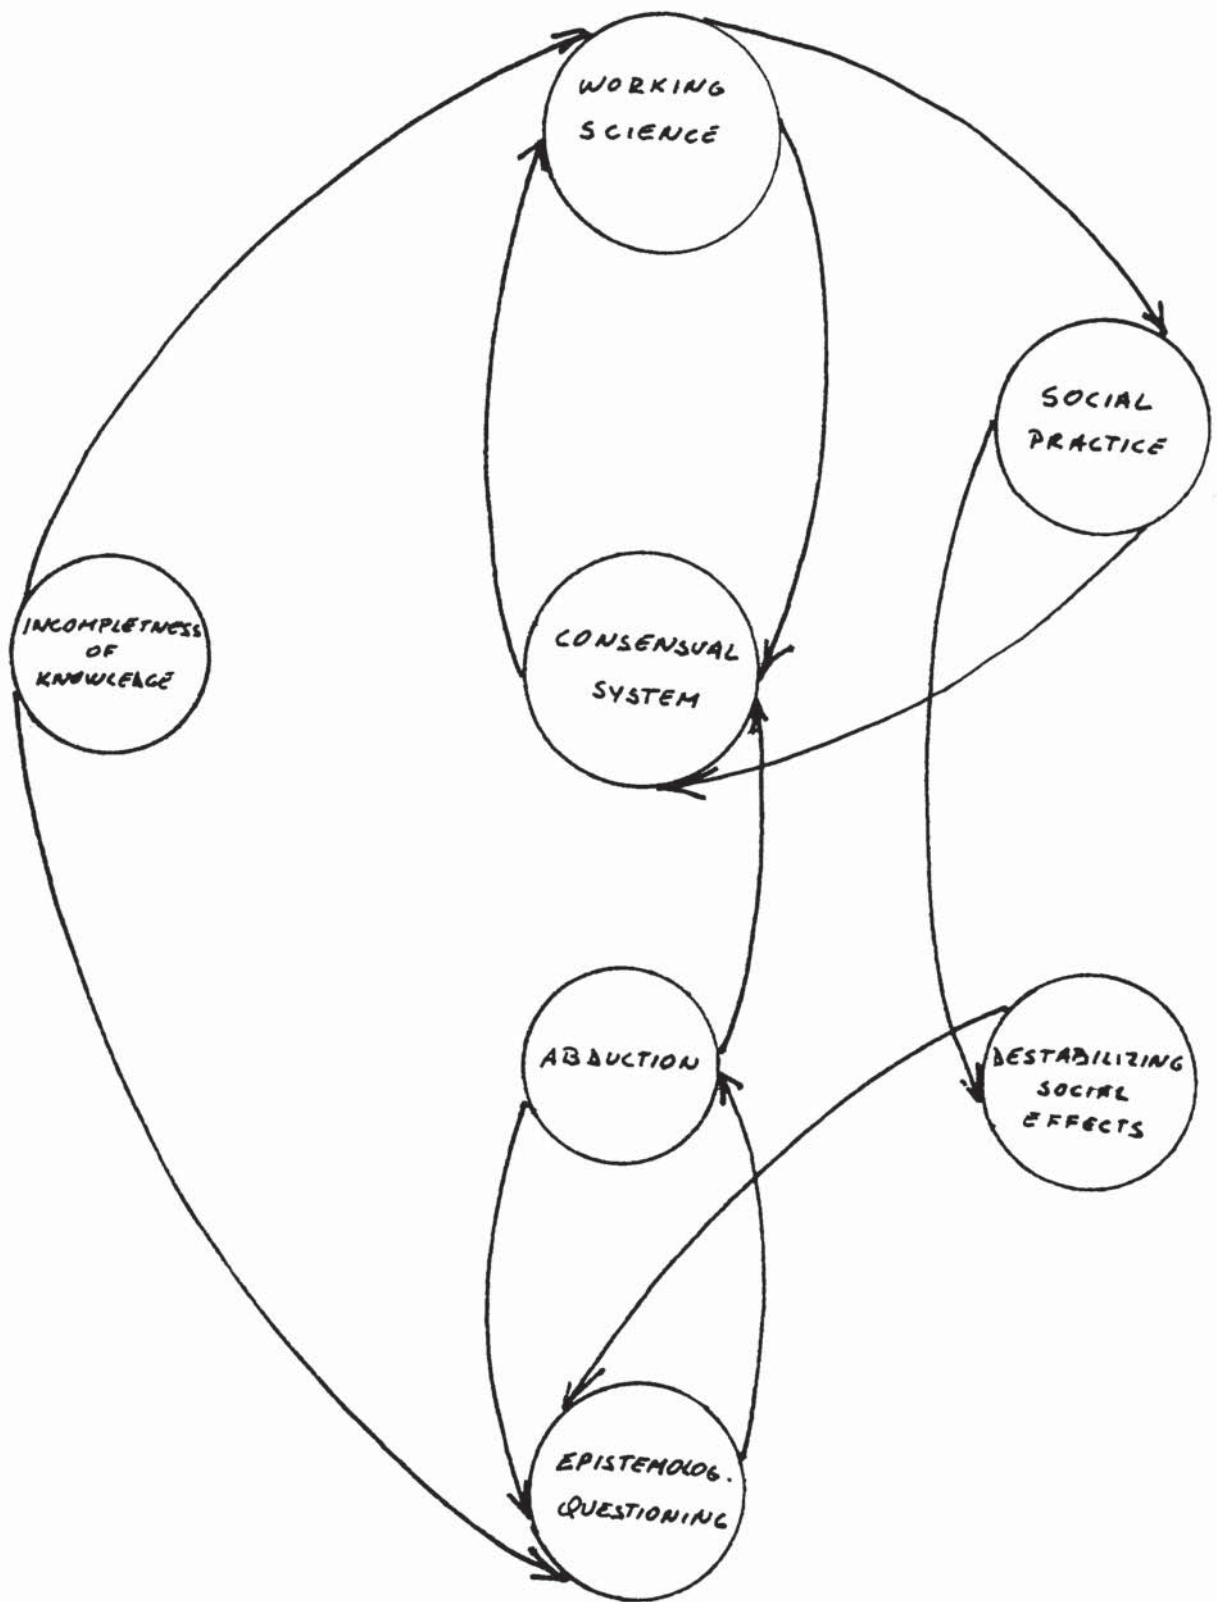 WORKING
SCIENCE
SOCIAL
PRACTICE
INCOMPLETNESS
OF
KNOWLEDGE
CONSENSUAL
SYSTEM
ABDUCTION
DESTABILIZING
SOCIAL
EFFECTS
EPISTEMOLOG.
QUESTIONING